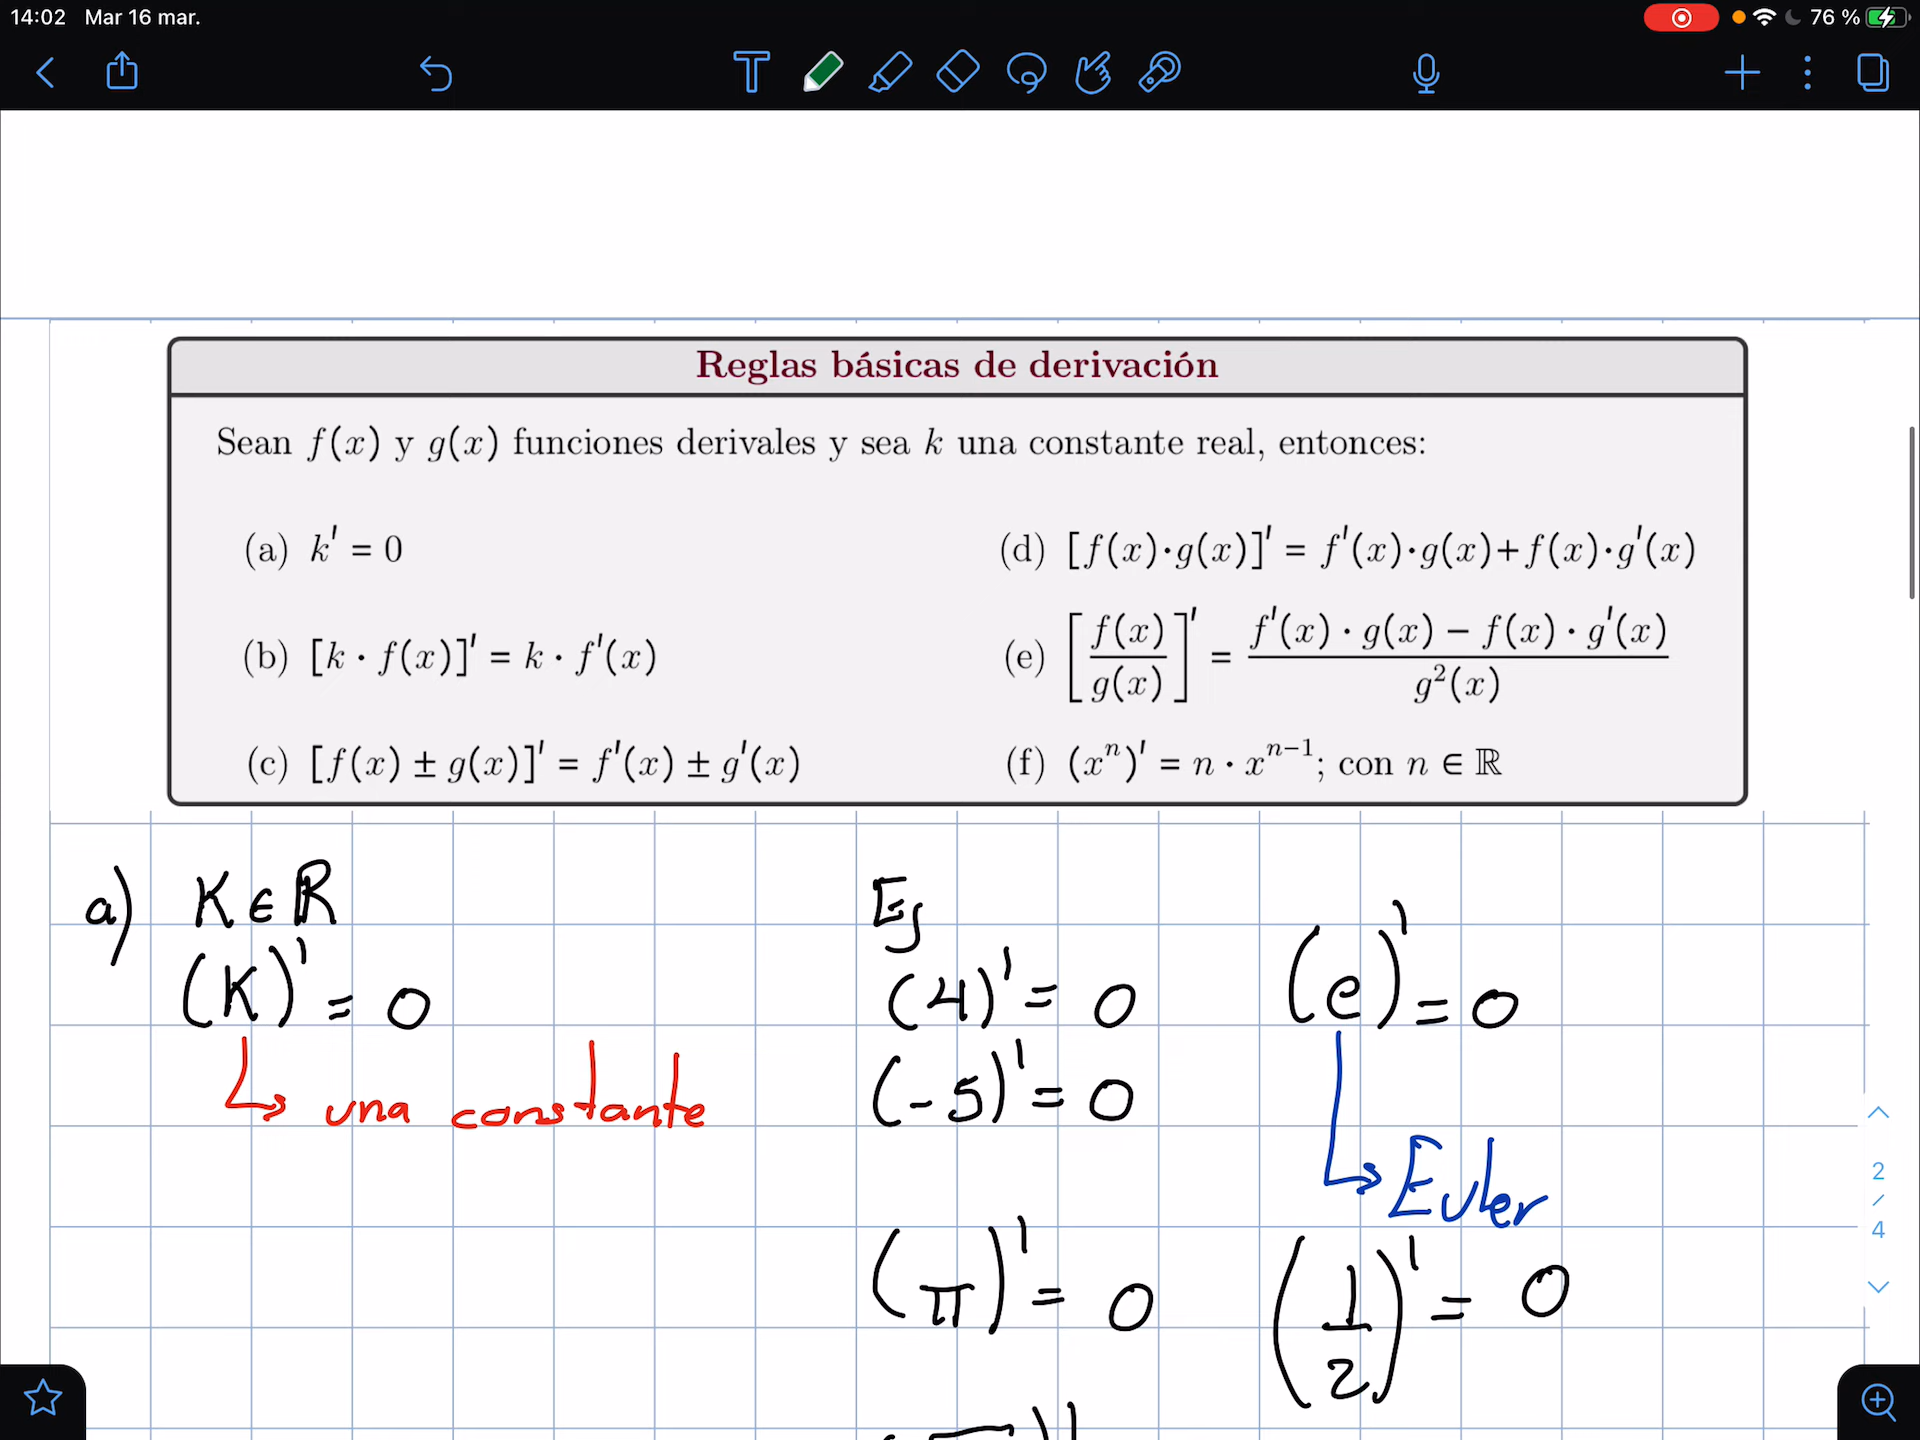 14:02 Mar 16 mar. 76 %
Reglas básicas de derivación
Sean f(x) y g(x) funciones derivales y sea k una constante real, entonces:
(a) k' = 0
(b) [k · f(x)]' = k · f'(x)
(c) [f(x) ± g(x)]' = f'(x) ± g'(x)
(d) [f(x)·g(x)]' = f'(x)·g(x)+f(x)·g'(x)
(e) [f(x)/g(x)]' = (f'(x) · g(x) − f(x) · g'(x))/g²(x)
(f) (xⁿ)' = n · xⁿ⁻¹; con n ∈ ℝ
a) K ∈ ℝ
(K)' = 0
una constante
Ej
(4)' = 0
(-5)' = 0
(π)' = 0
(e)' = 0
Euler
(1/2)' = 0
2
/
4